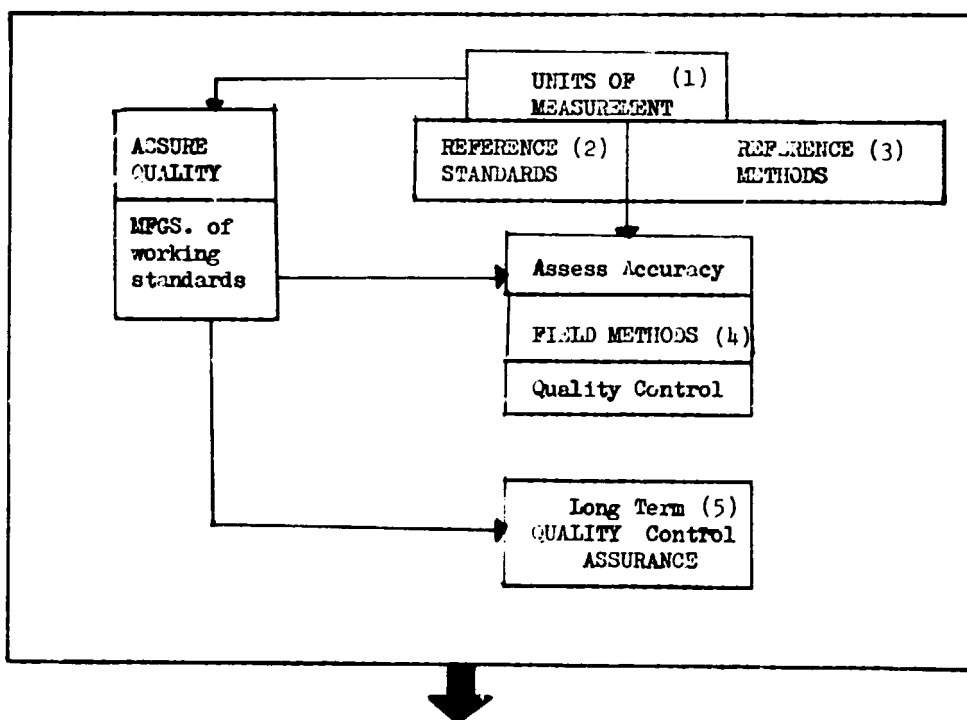 UNITS OF (1)
MEASUREMENT
ASSURE
QUALITY
REFERENCE (2)
STANDARDS
REFERENCE (3)
METHODS
MFGS. of
working
standards
Assess Accuracy
FIELD METHODS (4)
Quality Control
Long Term (5)
QUALITY Control
ASSURANCE